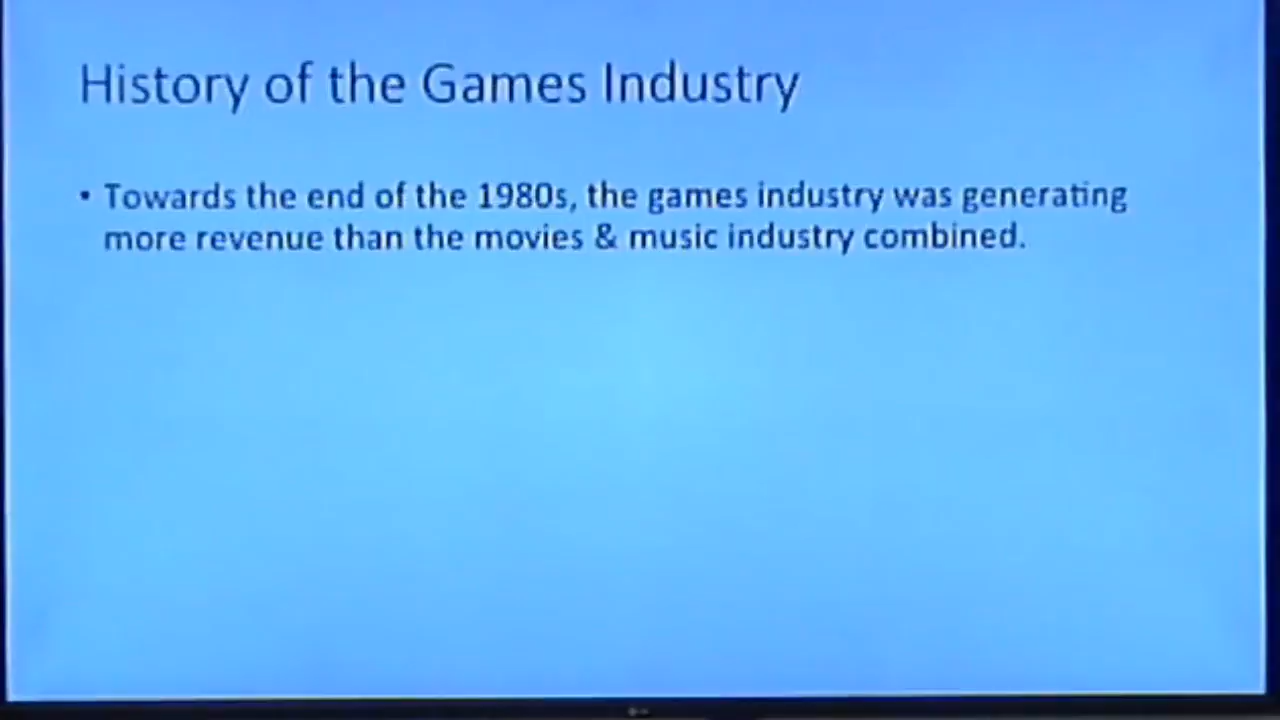 History of the Games Industry
• Towards the end of the 1980s, the games industry was generating
more revenue than the movies & music industry combined.